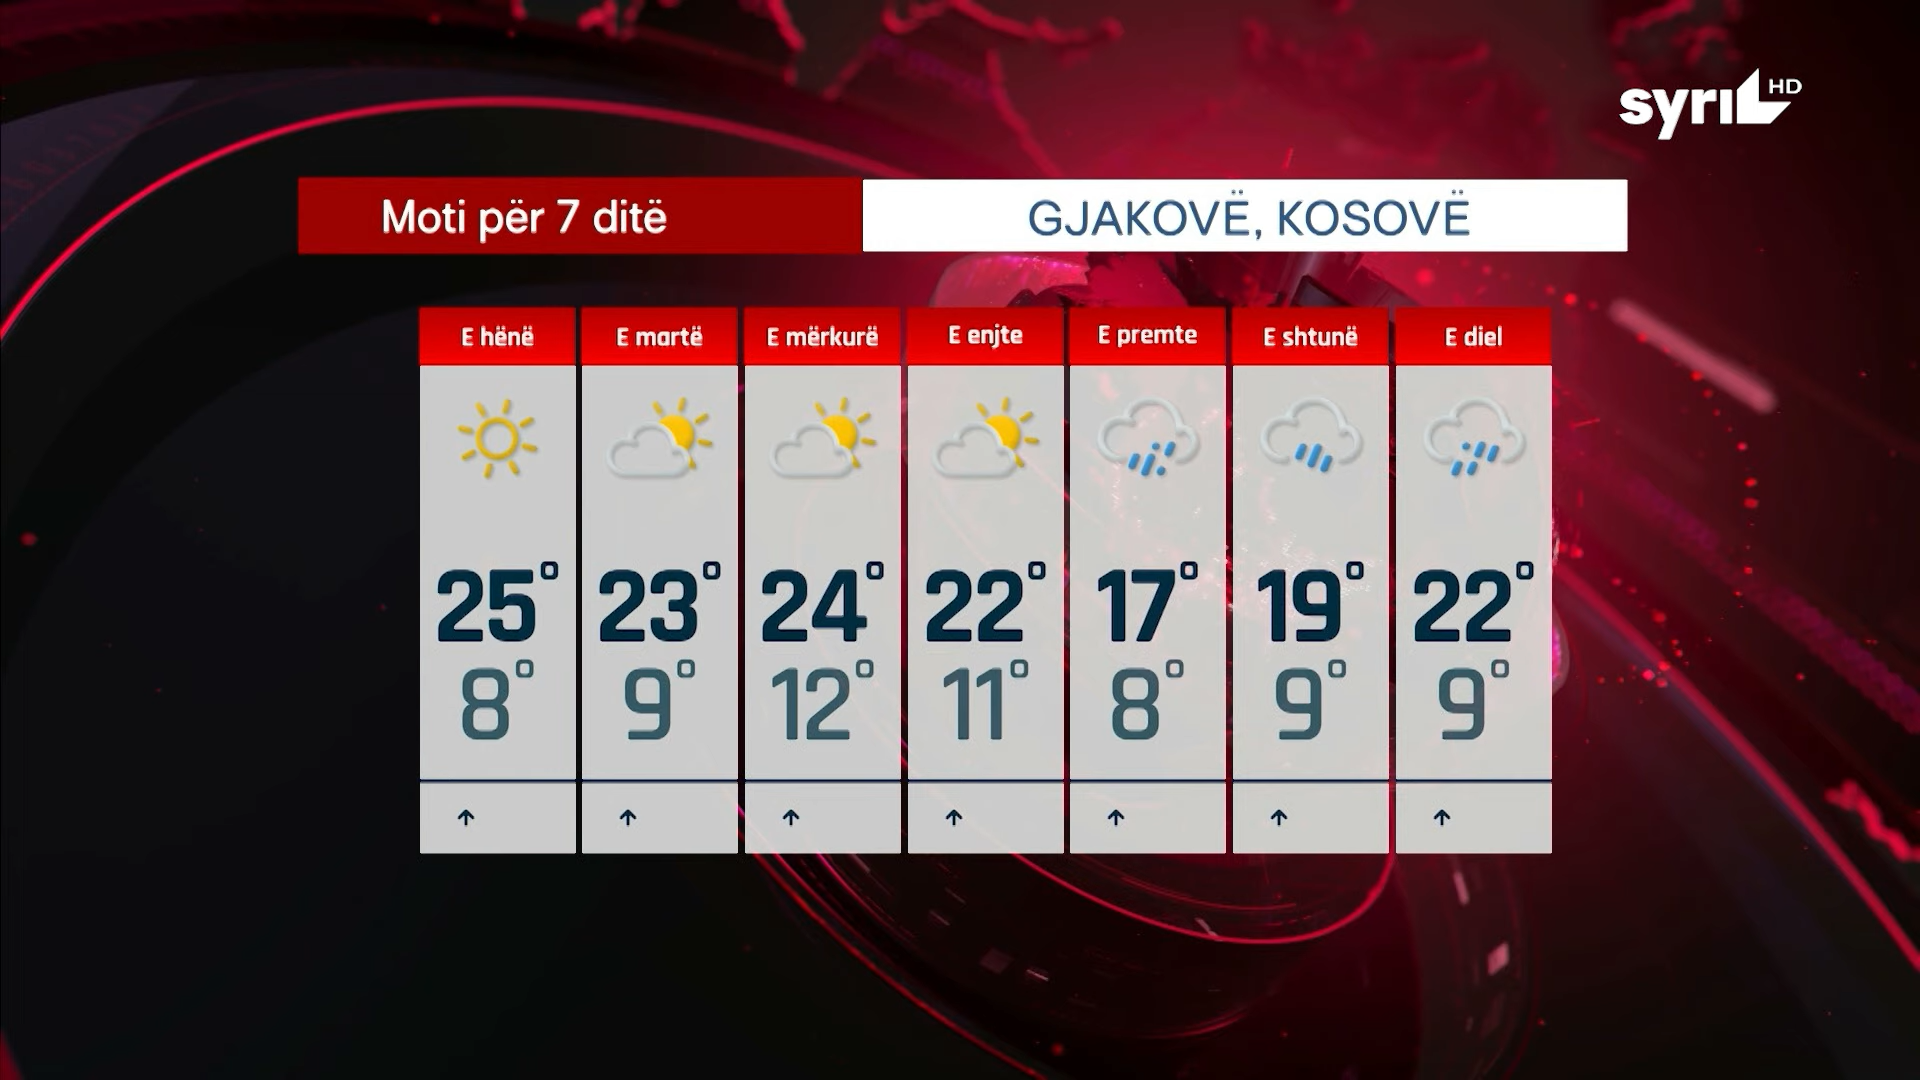 syri HD
Moti për 7 ditë
GJAKOVË, KOSOVË
E hënë E martë E mërkurë E enjte E premte E shtunë E diel
25° 23° 24° 22° 17° 19° 22°
8° 9° 12° 11° 8° 9° 9°
↑ ↑ ↑ ↑ ↑ ↑ ↑